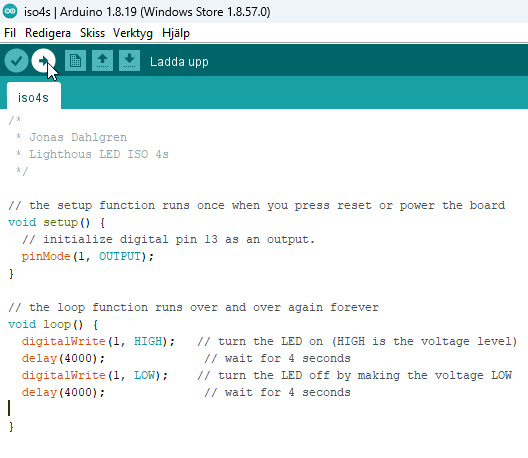 iso4s | Arduino 1.8.19 (Windows Store 1.8.57.0)
Fil Redigera Skiss Verktyg Hjälp
Ladda upp
iso4s
/*
 * Jonas Dahlgren
 * Lighthous LED ISO 4s
 */
// the setup function runs once when you press reset or power the board
void setup() {
  // initialize digital pin 13 as an output.
  pinMode(1, OUTPUT);
}
// the loop function runs over and over again forever
void loop() {
  digitalWrite(1, HIGH);   // turn the LED on (HIGH is the voltage level)
  delay(4000);              // wait for 4 seconds
  digitalWrite(1, LOW);    // turn the LED off by making the voltage LOW
  delay(4000);              // wait for 4 seconds
}